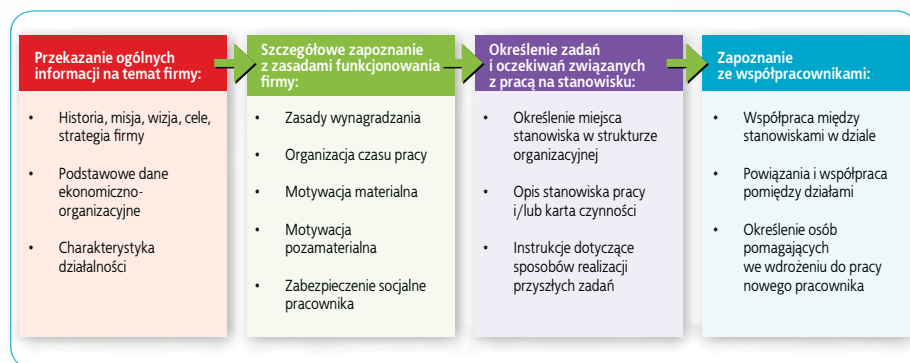 Przekazanie ogólnych
informacji na temat firmy:
• Historia, misja, wizja, cele,
strategia firmy
• Podstawowe dane
ekonomiczno-
organizacyjne
• Charakterystyka
działalności
Szczegółowe zapoznanie
z zasadami funkcjonowania
firmy:
• Zasady wynagradzania
• Organizacja czasu pracy
• Motywacja materialna
• Motywacja
pozamaterialna
• Zabezpieczenie socjalne
pracownika
Określenie zadań
i oczekiwań związanych
z pracą na stanowisku:
• Określenie miejsca
stanowiska w strukturze
organizacyjnej
• Opis stanowiska pracy
i/lub karta czynności
• Instrukcje dotyczące
sposobów realizacji
przyszłych zadań
Zapoznanie
ze współpracownikami:
• Współpraca między
stanowiskami w dziale
• Powiązania i współpraca
pomiędzy działami
• Określenie osób
pomagających
we wdrożeniu do pracy
nowego pracownika